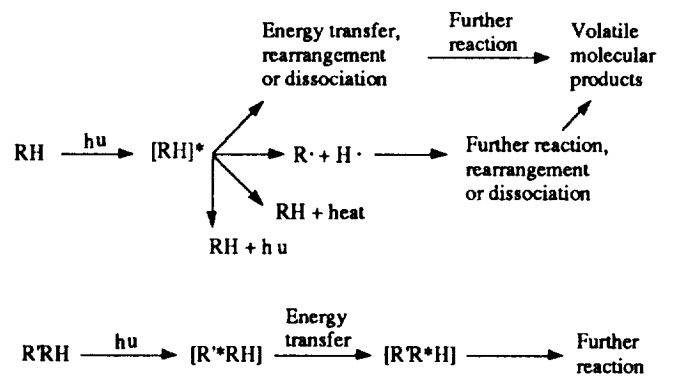 Energy transfer,
rearrangement
or dissociation
Further
reaction
Volatile
molecular
products
RH
hu
[RH]*
R· + H ·
Further reaction,
rearrangement
or dissociation
RH + heat
RH + h u
R'RH
hu
[R'*RH]
Energy
transfer
[R'R*H]
Further
reaction